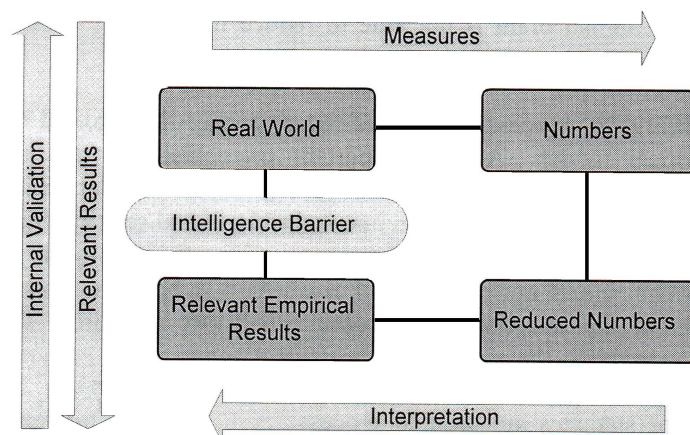 Measures
Real World
Numbers
Internal Validation
Relevant Results
Intelligence Barrier
Relevant Empirical
Results
Reduced Numbers
Interpretation